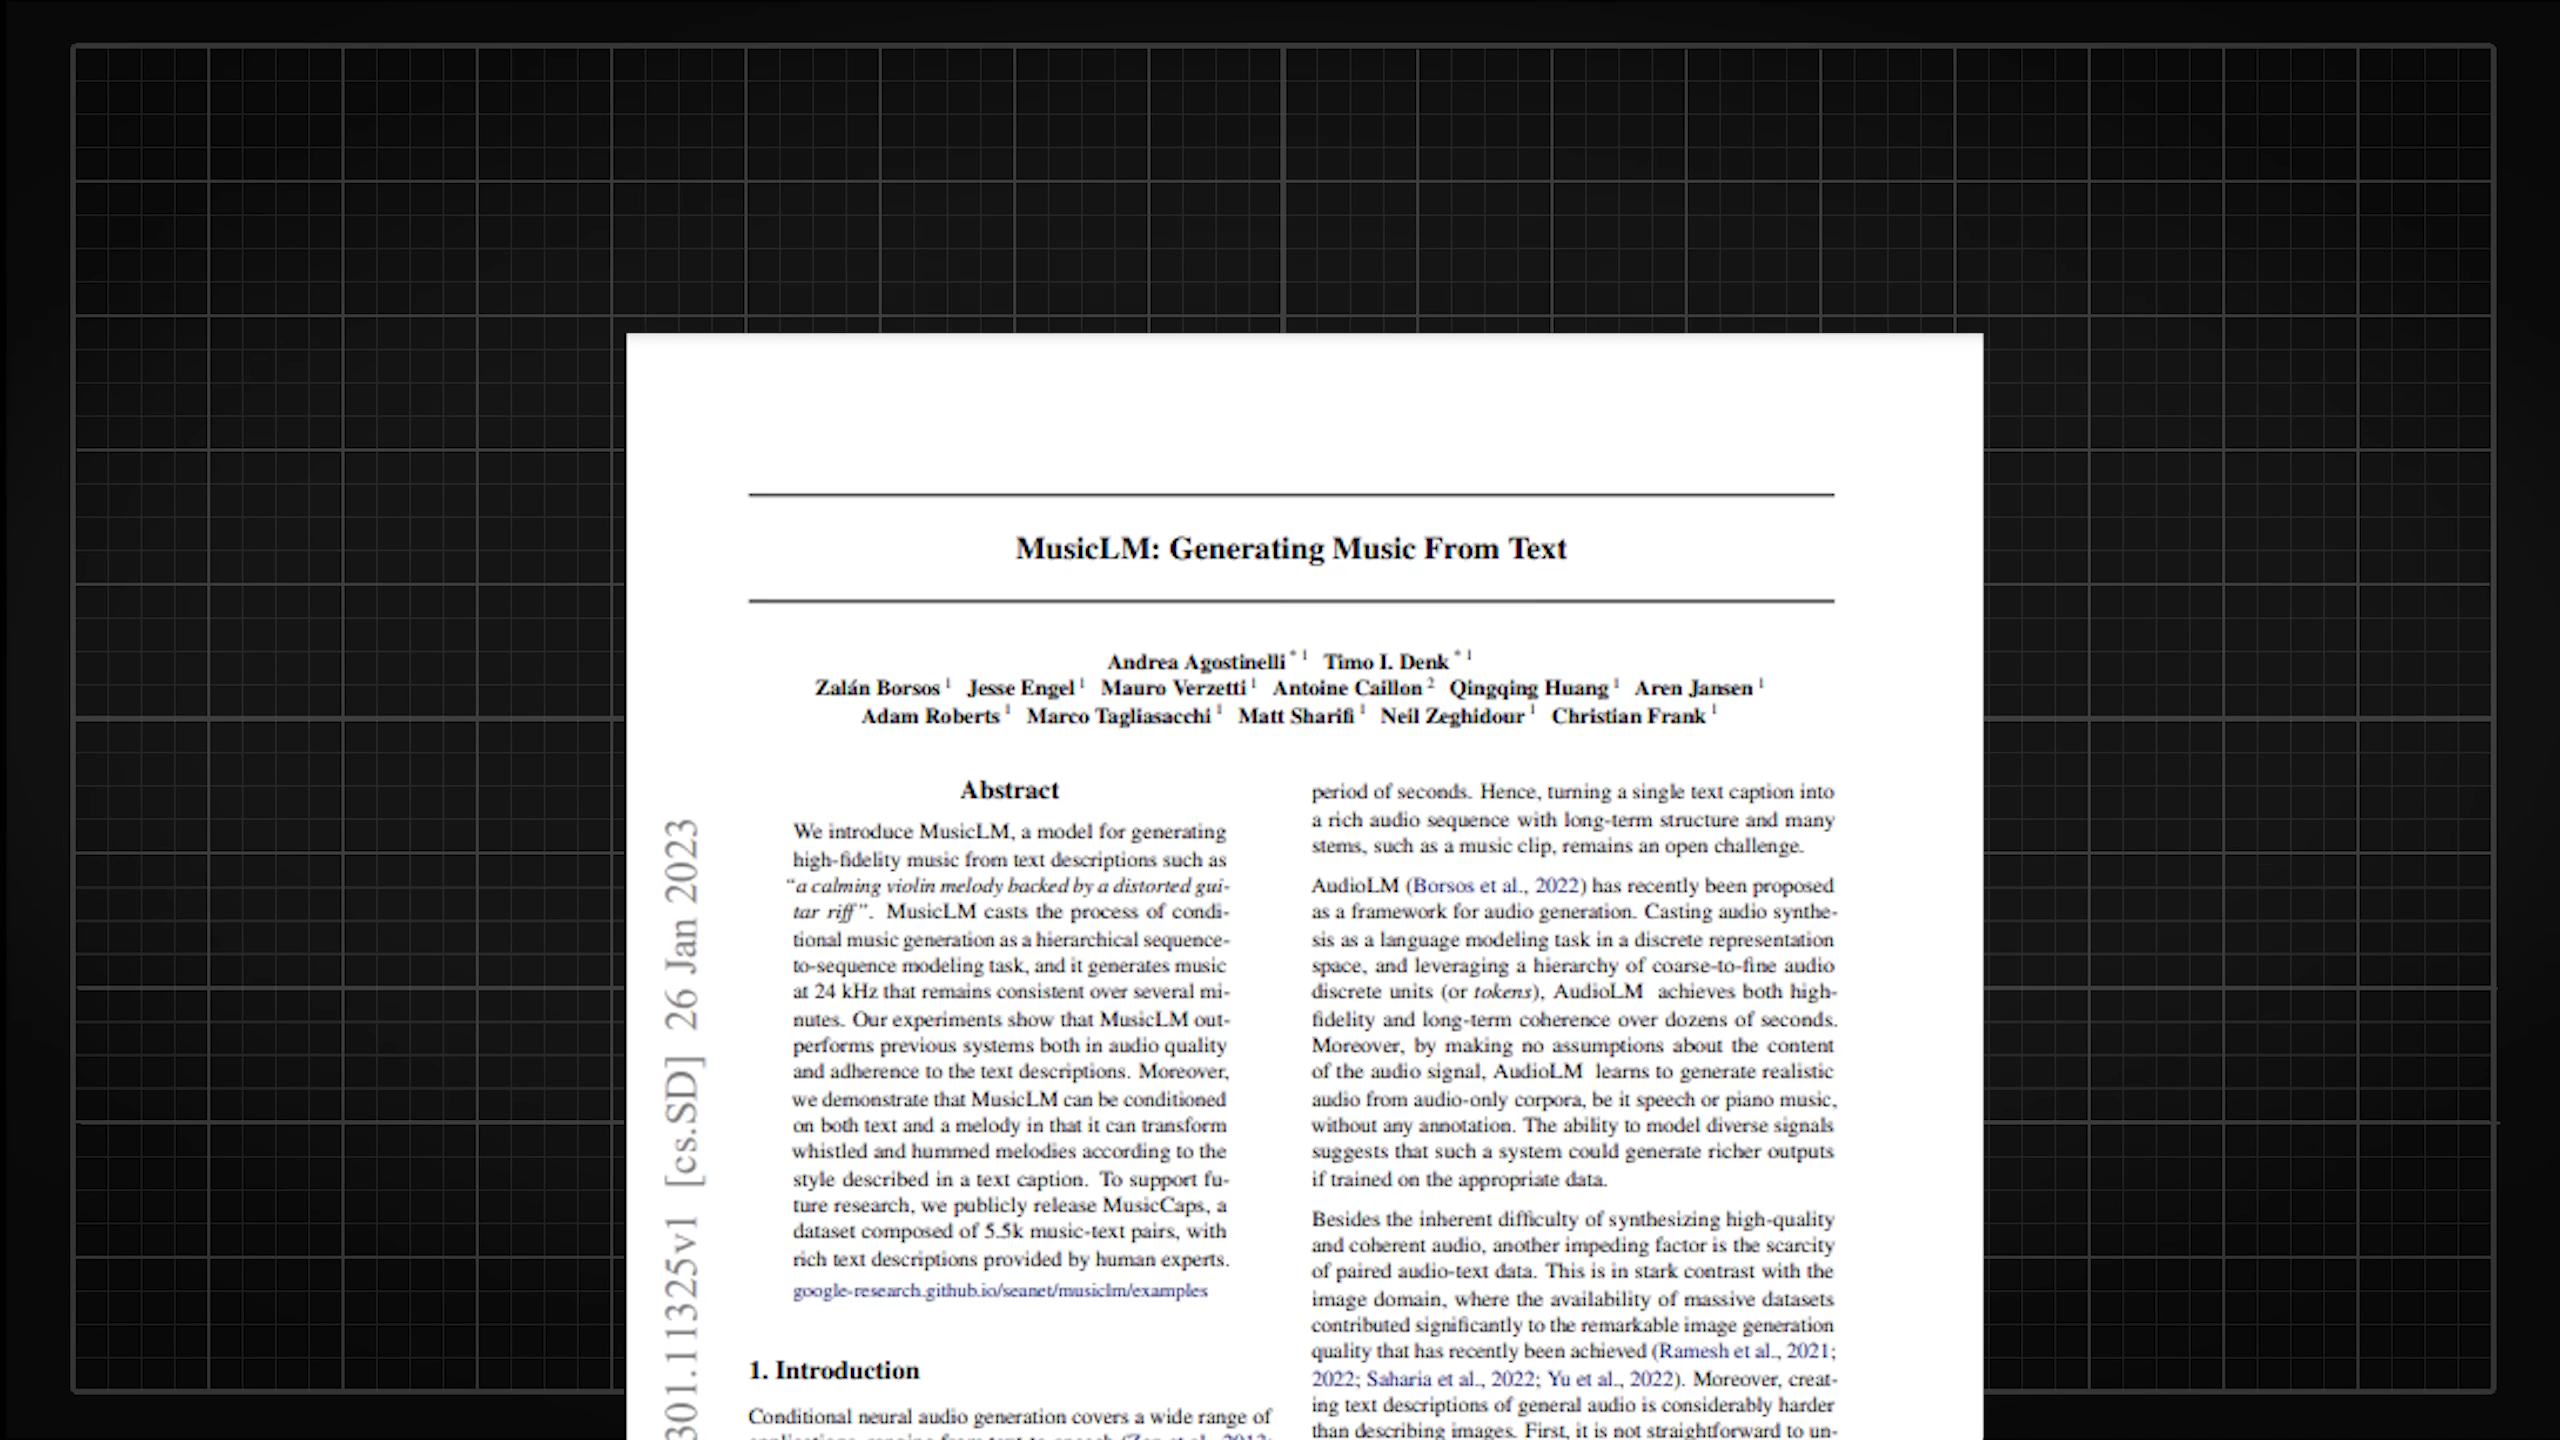 MusicLM: Generating Music From Text
Andrea Agostinelli * 1 Timo I. Denk * 1
Zalán Borsos 1 Jesse Engel 1 Mauro Verzetti 1 Antoine Caillon 2 Qingqing Huang 1 Aren Jansen 1
Adam Roberts 1 Marco Tagliasacchi 1 Matt Sharifi 1 Neil Zeghidour 1 Christian Frank 1
Abstract
We introduce MusicLM, a model for generating
high-fidelity music from text descriptions such as
"a calming violin melody backed by a distorted gui-
tar riff". MusicLM casts the process of condi-
tional music generation as a hierarchical sequence-
to-sequence modeling task, and it generates music
at 24 kHz that remains consistent over several mi-
nutes. Our experiments show that MusicLM out-
performs previous systems both in audio quality
and adherence to the text descriptions. Moreover,
we demonstrate that MusicLM can be conditioned
on both text and a melody in that it can transform
whistled and hummed melodies according to the
style described in a text caption. To support fu-
ture research, we publicly release MusicCaps, a
dataset composed of 5.5k music-text pairs, with
rich text descriptions provided by human experts.
google-research.github.io/seanet/musiclm/examples
1. Introduction
Conditional neural audio generation covers a wide range of
period of seconds. Hence, turning a single text caption into
a rich audio sequence with long-term structure and many
stems, such as a music clip, remains an open challenge.
AudioLM (Borsos et al., 2022) has recently been proposed
as a framework for audio generation. Casting audio synthe-
sis as a language modeling task in a discrete representation
space, and leveraging a hierarchy of coarse-to-fine audio
discrete units (or tokens), AudioLM achieves both high-
fidelity and long-term coherence over dozens of seconds.
Moreover, by making no assumptions about the content
of the audio signal, AudioLM learns to generate realistic
audio from audio-only corpora, be it speech or piano music,
without any annotation. The ability to model diverse signals
suggests that such a system could generate richer outputs
if trained on the appropriate data.
Besides the inherent difficulty of synthesizing high-quality
and coherent audio, another impeding factor is the scarcity
of paired audio-text data. This is in stark contrast with the
image domain, where the availability of massive datasets
contributed significantly to the remarkable image generation
quality that has recently been achieved (Ramesh et al., 2021;
2022; Saharia et al., 2022; Yu et al., 2022). Moreover, creat-
ing text descriptions of general audio is considerably harder
than describing images. First, it is not straightforward to un-
301.11325v1 [cs.SD] 26 Jan 2023